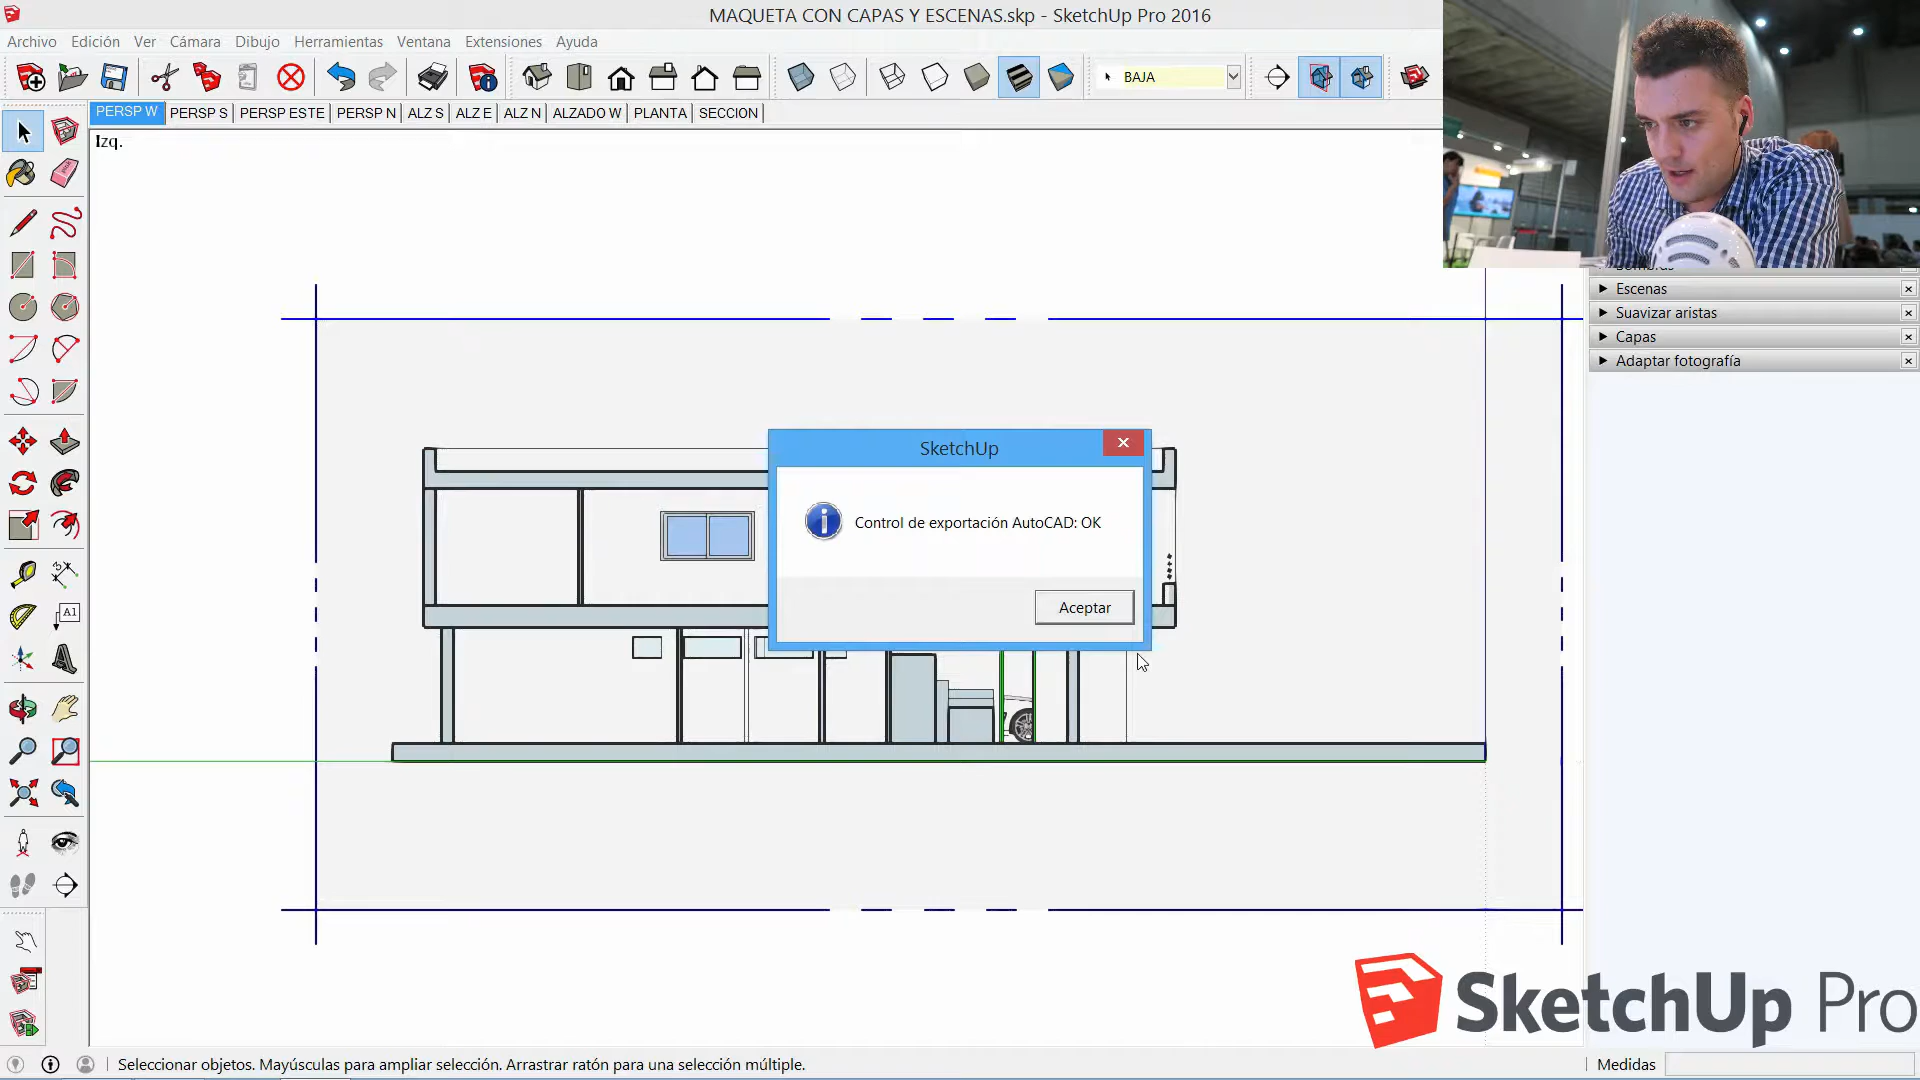 MAQUETA CON CAPAS Y ESCENAS.skp - SketchUp Pro 2016
Archivo Edición Ver Cámara Dibujo Herramientas Ventana Extensiones Ayuda
BAJA
PERSP W PERSP S PERSP ESTE PERSP N ALZ S ALZ E ALZ N ALZADO W PLANTA SECCION
Izq.
Escenas
Suavizar aristas
Capas
Adaptar fotografía
SketchUp
Control de exportación AutoCAD: OK
Aceptar
A1
SketchUp Pro
Seleccionar objetos. Mayúsculas para ampliar selección. Arrastrar ratón para una selección múltiple.
Medidas